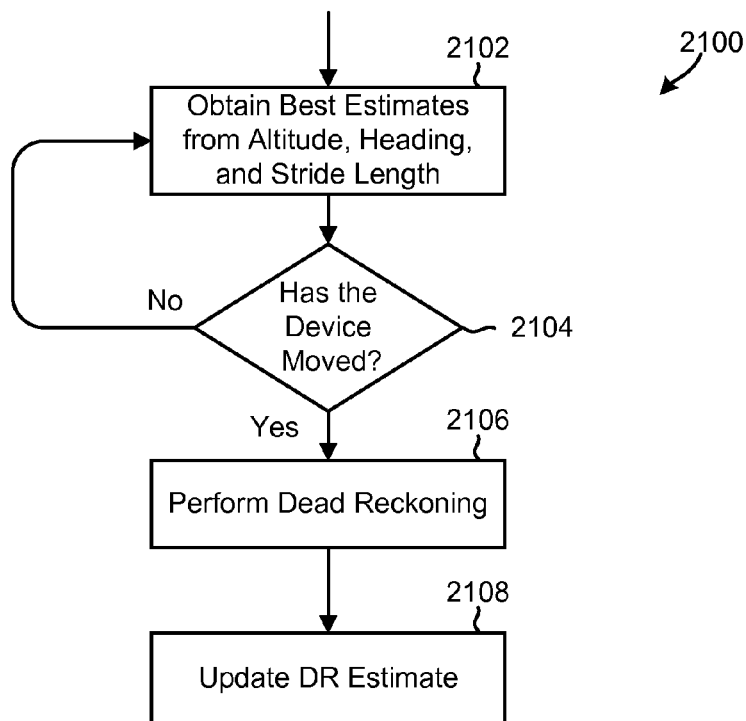 2102
2100
Obtain Best Estimates
from Altitude, Heading,
and Stride Length
No
Has the
Device
Moved?
2104
Yes
2106
Perform Dead Reckoning
2108
Update DR Estimate